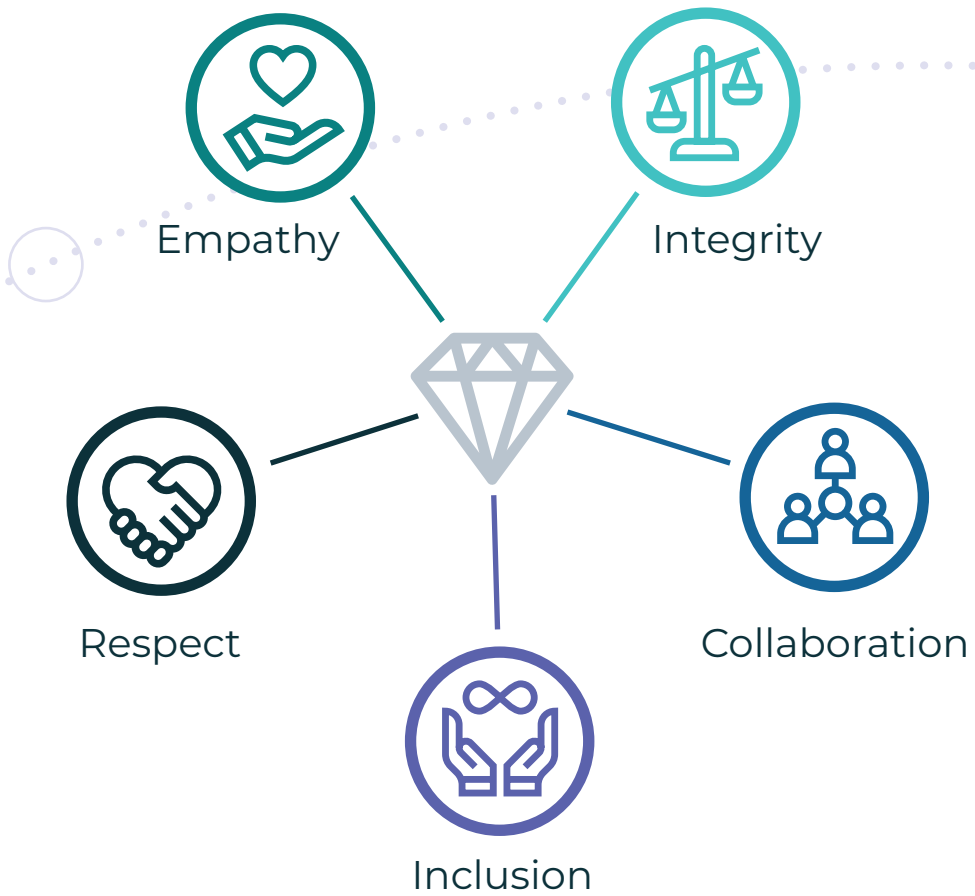 Empathy
Integrity
Respect
Collaboration
Inclusion